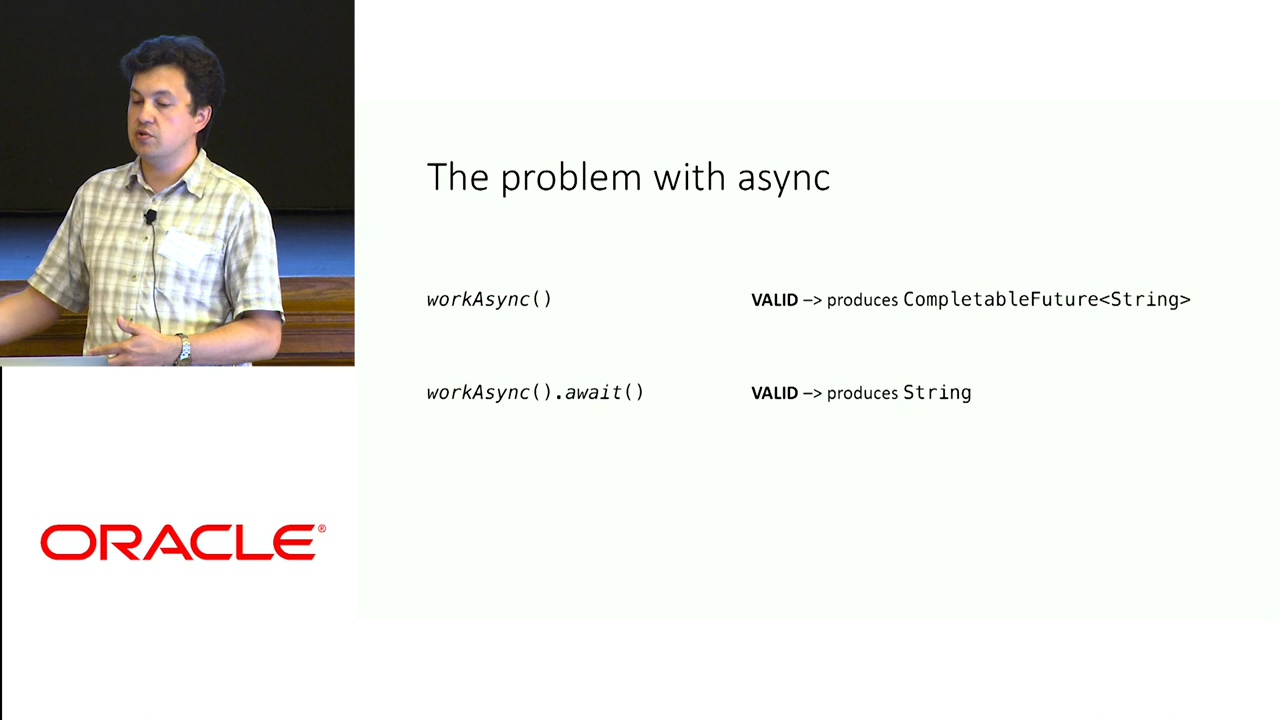 The problem with async
workAsync() VALID –> produces CompletableFuture<String>
workAsync().await() VALID –> produces String
ORACLE®